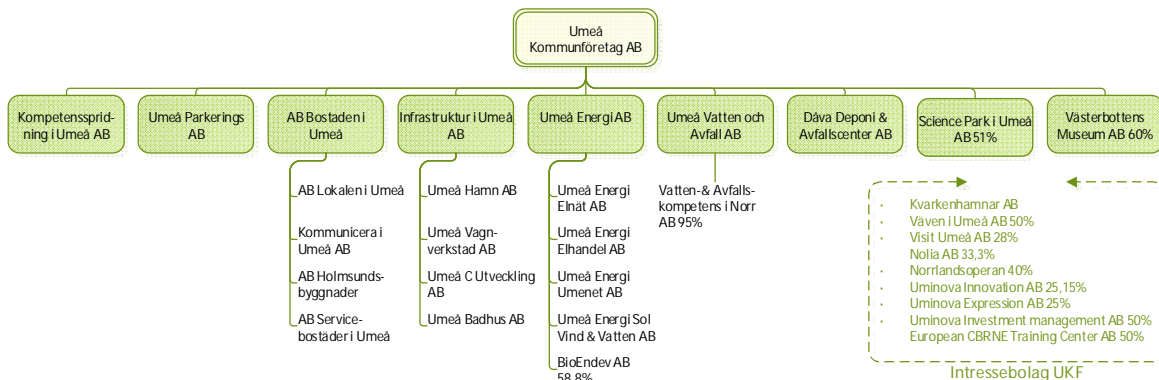 Umeå
Kommunföretag AB
Kompetenssprid-
ning i Umeå AB
Umeå Parkerings
AB
AB Bostaden i
Umeå
Infrastruktur i Umeå
AB
Umeå Energi AB
Umeå Vatten och
Avfall AB
Dåva Deponi &
Avfallscenter AB
Science Park i Umeå
AB 51%
Västerbottens
Museum AB 60%
AB Lokalen i Umeå
Kommunicera i
Umeå AB
AB Holmsunds-
byggnader
AB Service-
bostäder i Umeå
Umeå Hamn AB
Umeå Vagn-
verkstad AB
Umeå C Utveckling
AB
Umeå Badhus AB
Umeå Energi
Elnät AB
Umeå Energi
Elhandel AB
Umeå Energi
Umenet AB
Umeå Energi Sol
Vind & Vatten AB
BioEndev AB
58,8%
Vatten- & Avfalls-
kompetens i Norr
AB 95%
· Kvarkenhamnar AB
· Väven i Umeå AB 50%
· Visit Umeå AB 28%
Nolia AB 33,3%
· Norrlandsoperan 40%
· Uminova Innovation AB 25,15%
· Uminova Expression AB 25%
· Uminova Investment management AB 50%
European CBRNE Training Center AB 50%
Intressebolag UKF